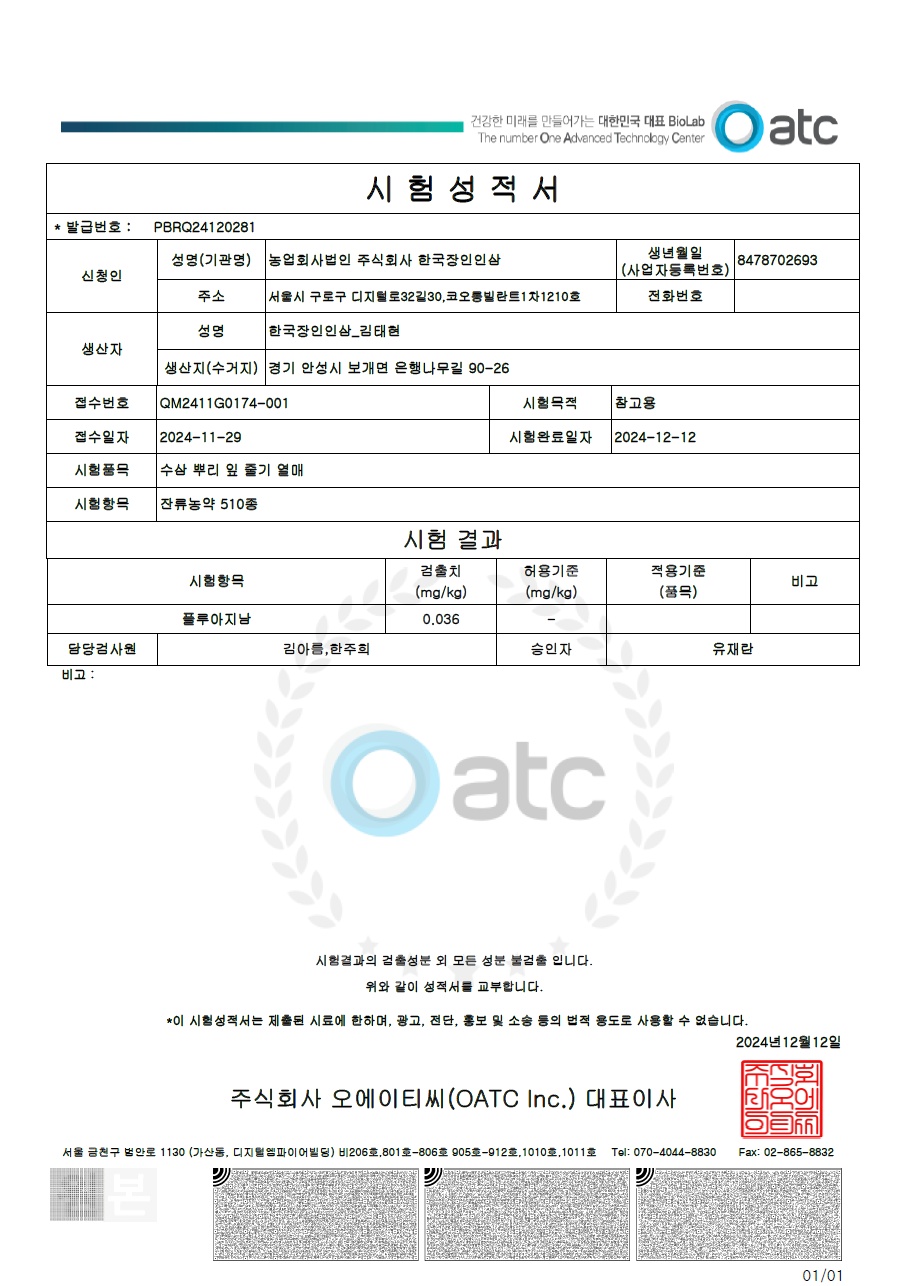 건강한 미래를 만들어가는 대한민국 대표 BioLab
The number One Advanced Technology Center
atc
시 험 성 적 서
* 발급번호 : PBRQ24120281
신청인 성명(기관명) 농업회사법인 주식회사 한국장인인삼 생년월일 (사업자등록번호) 8478702693
주소 서울시 구로구 디지털로32길30,코오롱빌란트1차1210호 전화번호
생산자 성명 한국장인인삼_김태현
생산지(수거지) 경기 안성시 보개면 은행나무길 90-26
접수번호 QM2411G0174-001 시험목적 참고용
접수일자 2024-11-29 시험완료일자 2024-12-12
시험품목 수삼 뿌리 잎 줄기 열매
시험항목 잔류농약 510종
시험 결과
시험항목 검출치 (mg/kg) 허용기준 (mg/kg) 적용기준 (품목) 비고
플루아지남 0.036 -
담당검사원 김아름,한주희 승인자 유재란
비고 :
atc
시험결과의 검출성분 외 모든 성분 불검출 입니다.
위와 같이 성적서를 교부합니다.
*이 시험성적서는 제출된 시료에 한하며, 광고, 전단, 홍보 및 소송 등의 법적 용도로 사용할 수 없습니다.
2024년12월12일
주식회사 오에이티씨(OATC Inc.) 대표이사
서울 금천구 벚안로 1130 (가산동, 디지털엠파이어빌딩) 비206호,801호-806호 905호-912호,1010호,1011호 Tel: 070-4044-8830 Fax: 02-865-8832
본
01/01